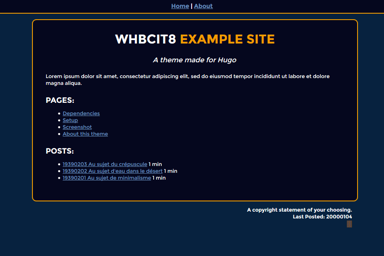 Home | About
WHBCIT8 EXAMPLE SITE
A theme made for Hugo
Lorem ipsum dolor sit amet, consectetur adipiscing elit, sed do eiusmod tempor incididunt ut labore et dolore
magna aliqua.
PAGES:
Dependencies
Setup
Screenshot
About this theme
POSTS:
19390203 Au sujet du crépuscule 1 min
19390202 Au sujet d'eau dans le désert 1 min
19390201 Au sujet de minimalisme 1 min
A copyright statement of your choosing.
Last Posted: 20000104